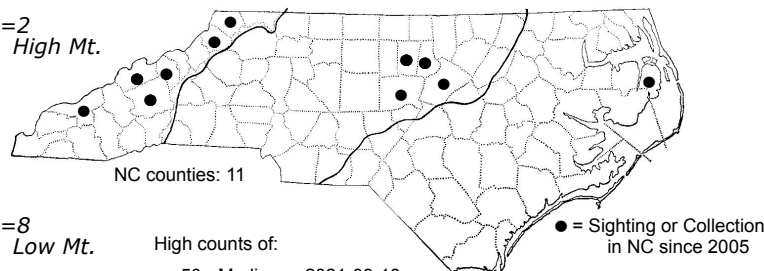 =2
High Mt.
NC counties: 11
=8
Low Mt.
High counts of:
● = Sighting or Collection
in NC since 2005